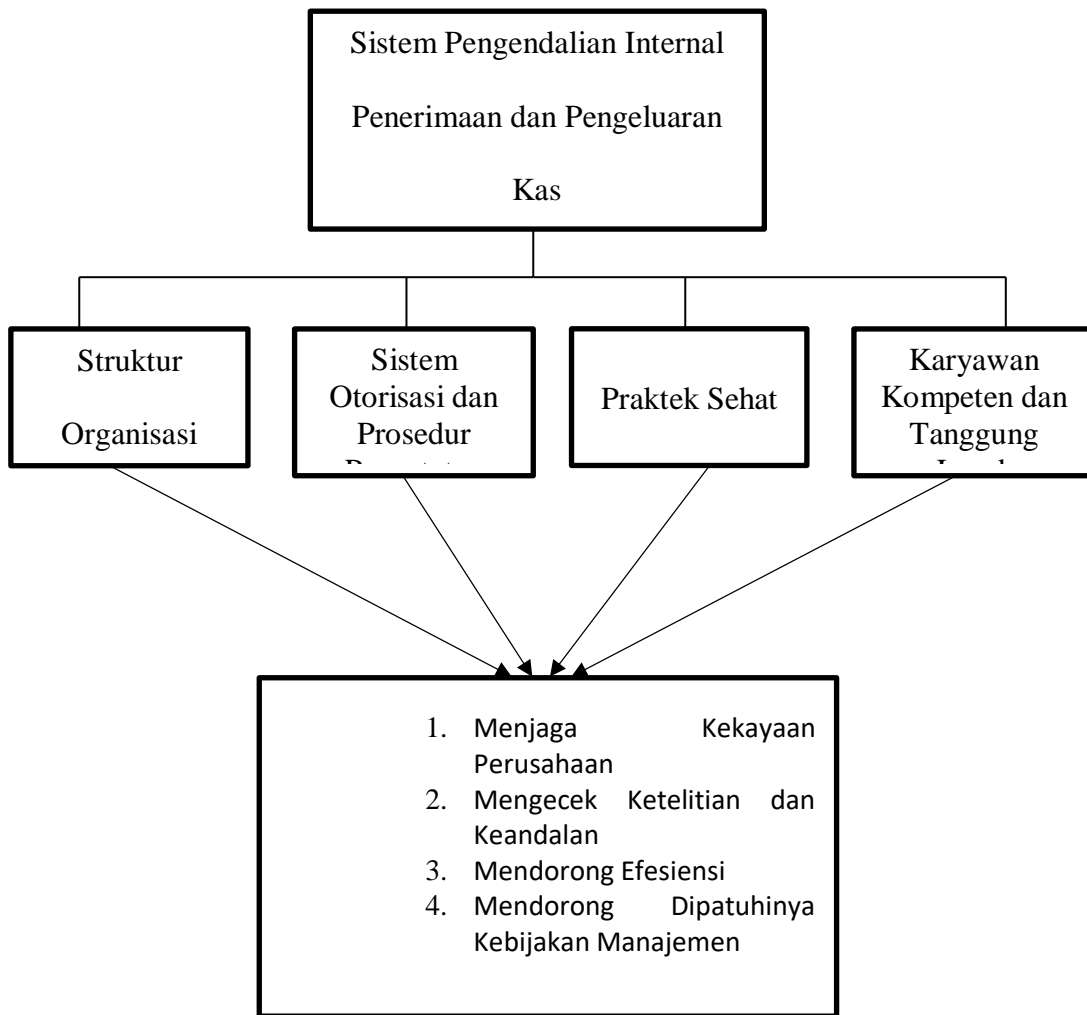 Sistem Pengendalian Internal
Penerimaan dan Pengeluaran
Kas
Struktur
Organisasi
Sistem
Otorisasi dan
Prosedur
Praktek Sehat
Karyawan
Kompeten dan
Tanggung
1. Menjaga Kekayaan
Perusahaan
2. Mengecek Ketelitian dan
Keandalan
3. Mendorong Efesiensi
4. Mendorong Dipatuhinya
Kebijakan Manajemen